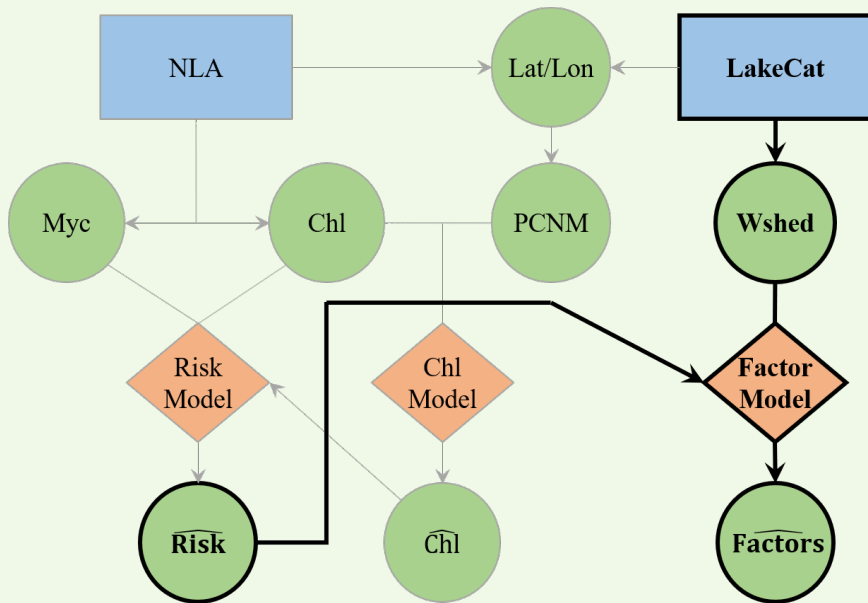 NLA
Lat/Lon
LakeCat
Myc
Chl
PCNM
Wshed
Risk
Model
Chl
Model
Factor
Model
R̂isk
Ĉhl
F̂actors